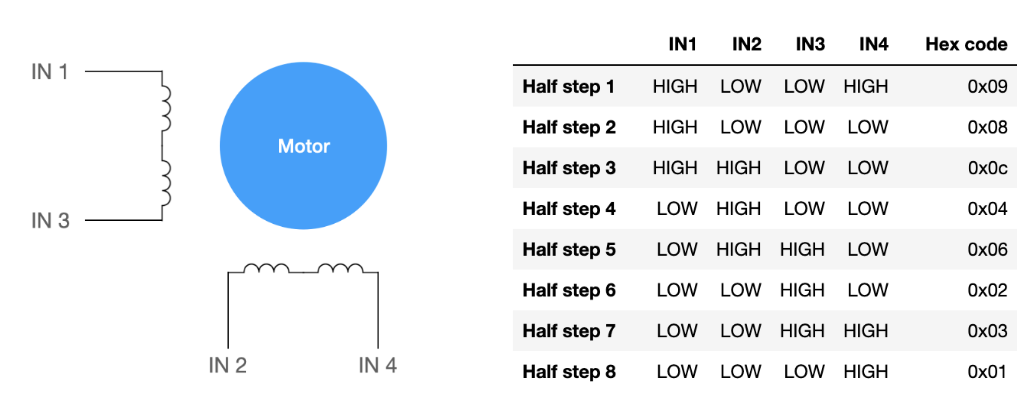 IN 1
Motor
IN 3
IN 2
IN 4
IN1 IN2 IN3 IN4 Hex code
Half step 1 HIGH LOW LOW HIGH 0x09
Half step 2 HIGH LOW LOW LOW 0x08
Half step 3 HIGH HIGH LOW LOW 0x0c
Half step 4 LOW HIGH LOW LOW 0x04
Half step 5 LOW HIGH HIGH LOW 0x06
Half step 6 LOW LOW HIGH LOW 0x02
Half step 7 LOW LOW HIGH HIGH 0x03
Half step 8 LOW LOW LOW HIGH 0x01